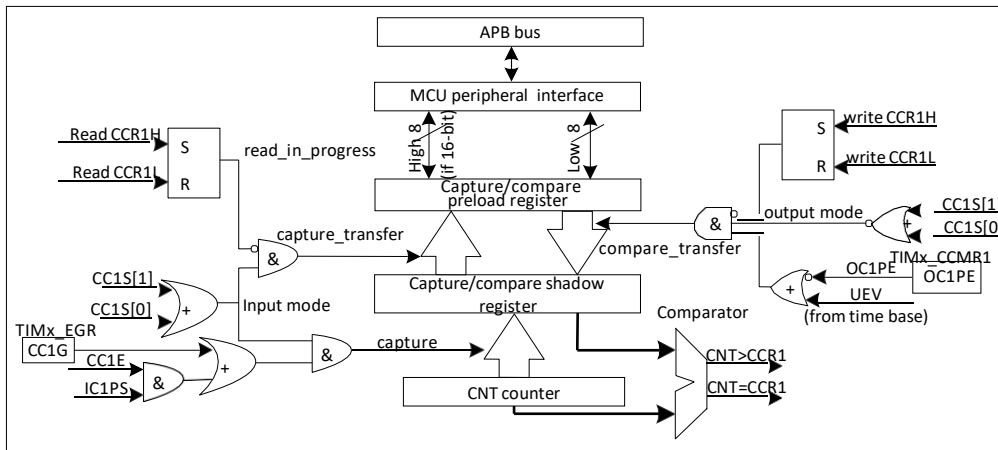 APB bus
MCU peripheral interface
High 8
(if 16-bit)
Low 8
Read CCR1H
Read CCR1L
S
R
read_in_progress
Capture/compare
preload register
S
R
write CCR1H
write CCR1L
&
capture_transfer
&
output mode
compare_transfer
+
CC1S[1]
CC1S[0]
CC1S[1]
CC1S[0]
+
Input mode
Capture/compare shadow
register
TIMx_CCMR1
OC1PE
OC1PE
+
UEV
(from time base)
TIMx_EGR
CC1G
CC1E
IC1PS
&
+
&
capture
Comparator
CNT>CCR1
CNT=CCR1
CNT counter